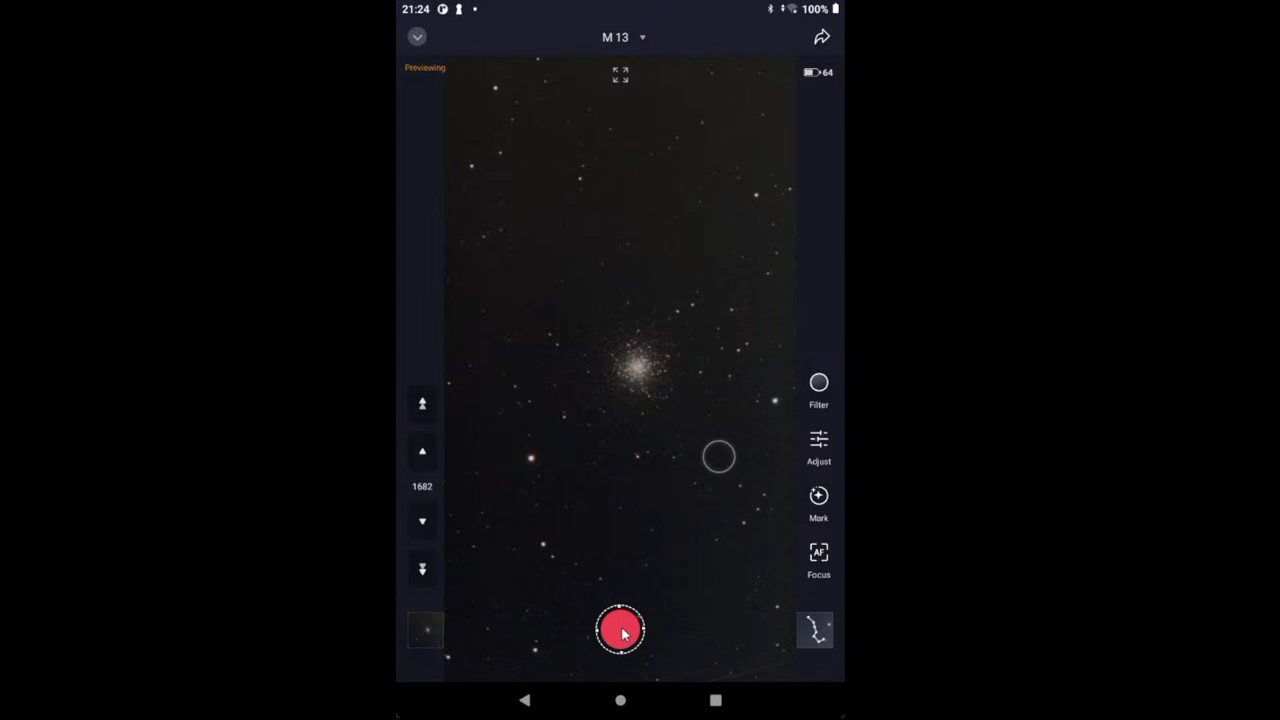 21:24
100%
M 13
Previewing
64
Filter
Adjust
1682
Mark
AF
Focus